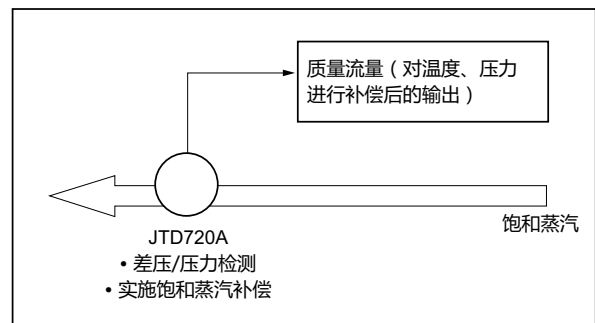 质量流量（对温度、压力
进行补偿后的输出）
饱和蒸汽
JTD720A
• 差压/压力检测
• 实施饱和蒸汽补偿